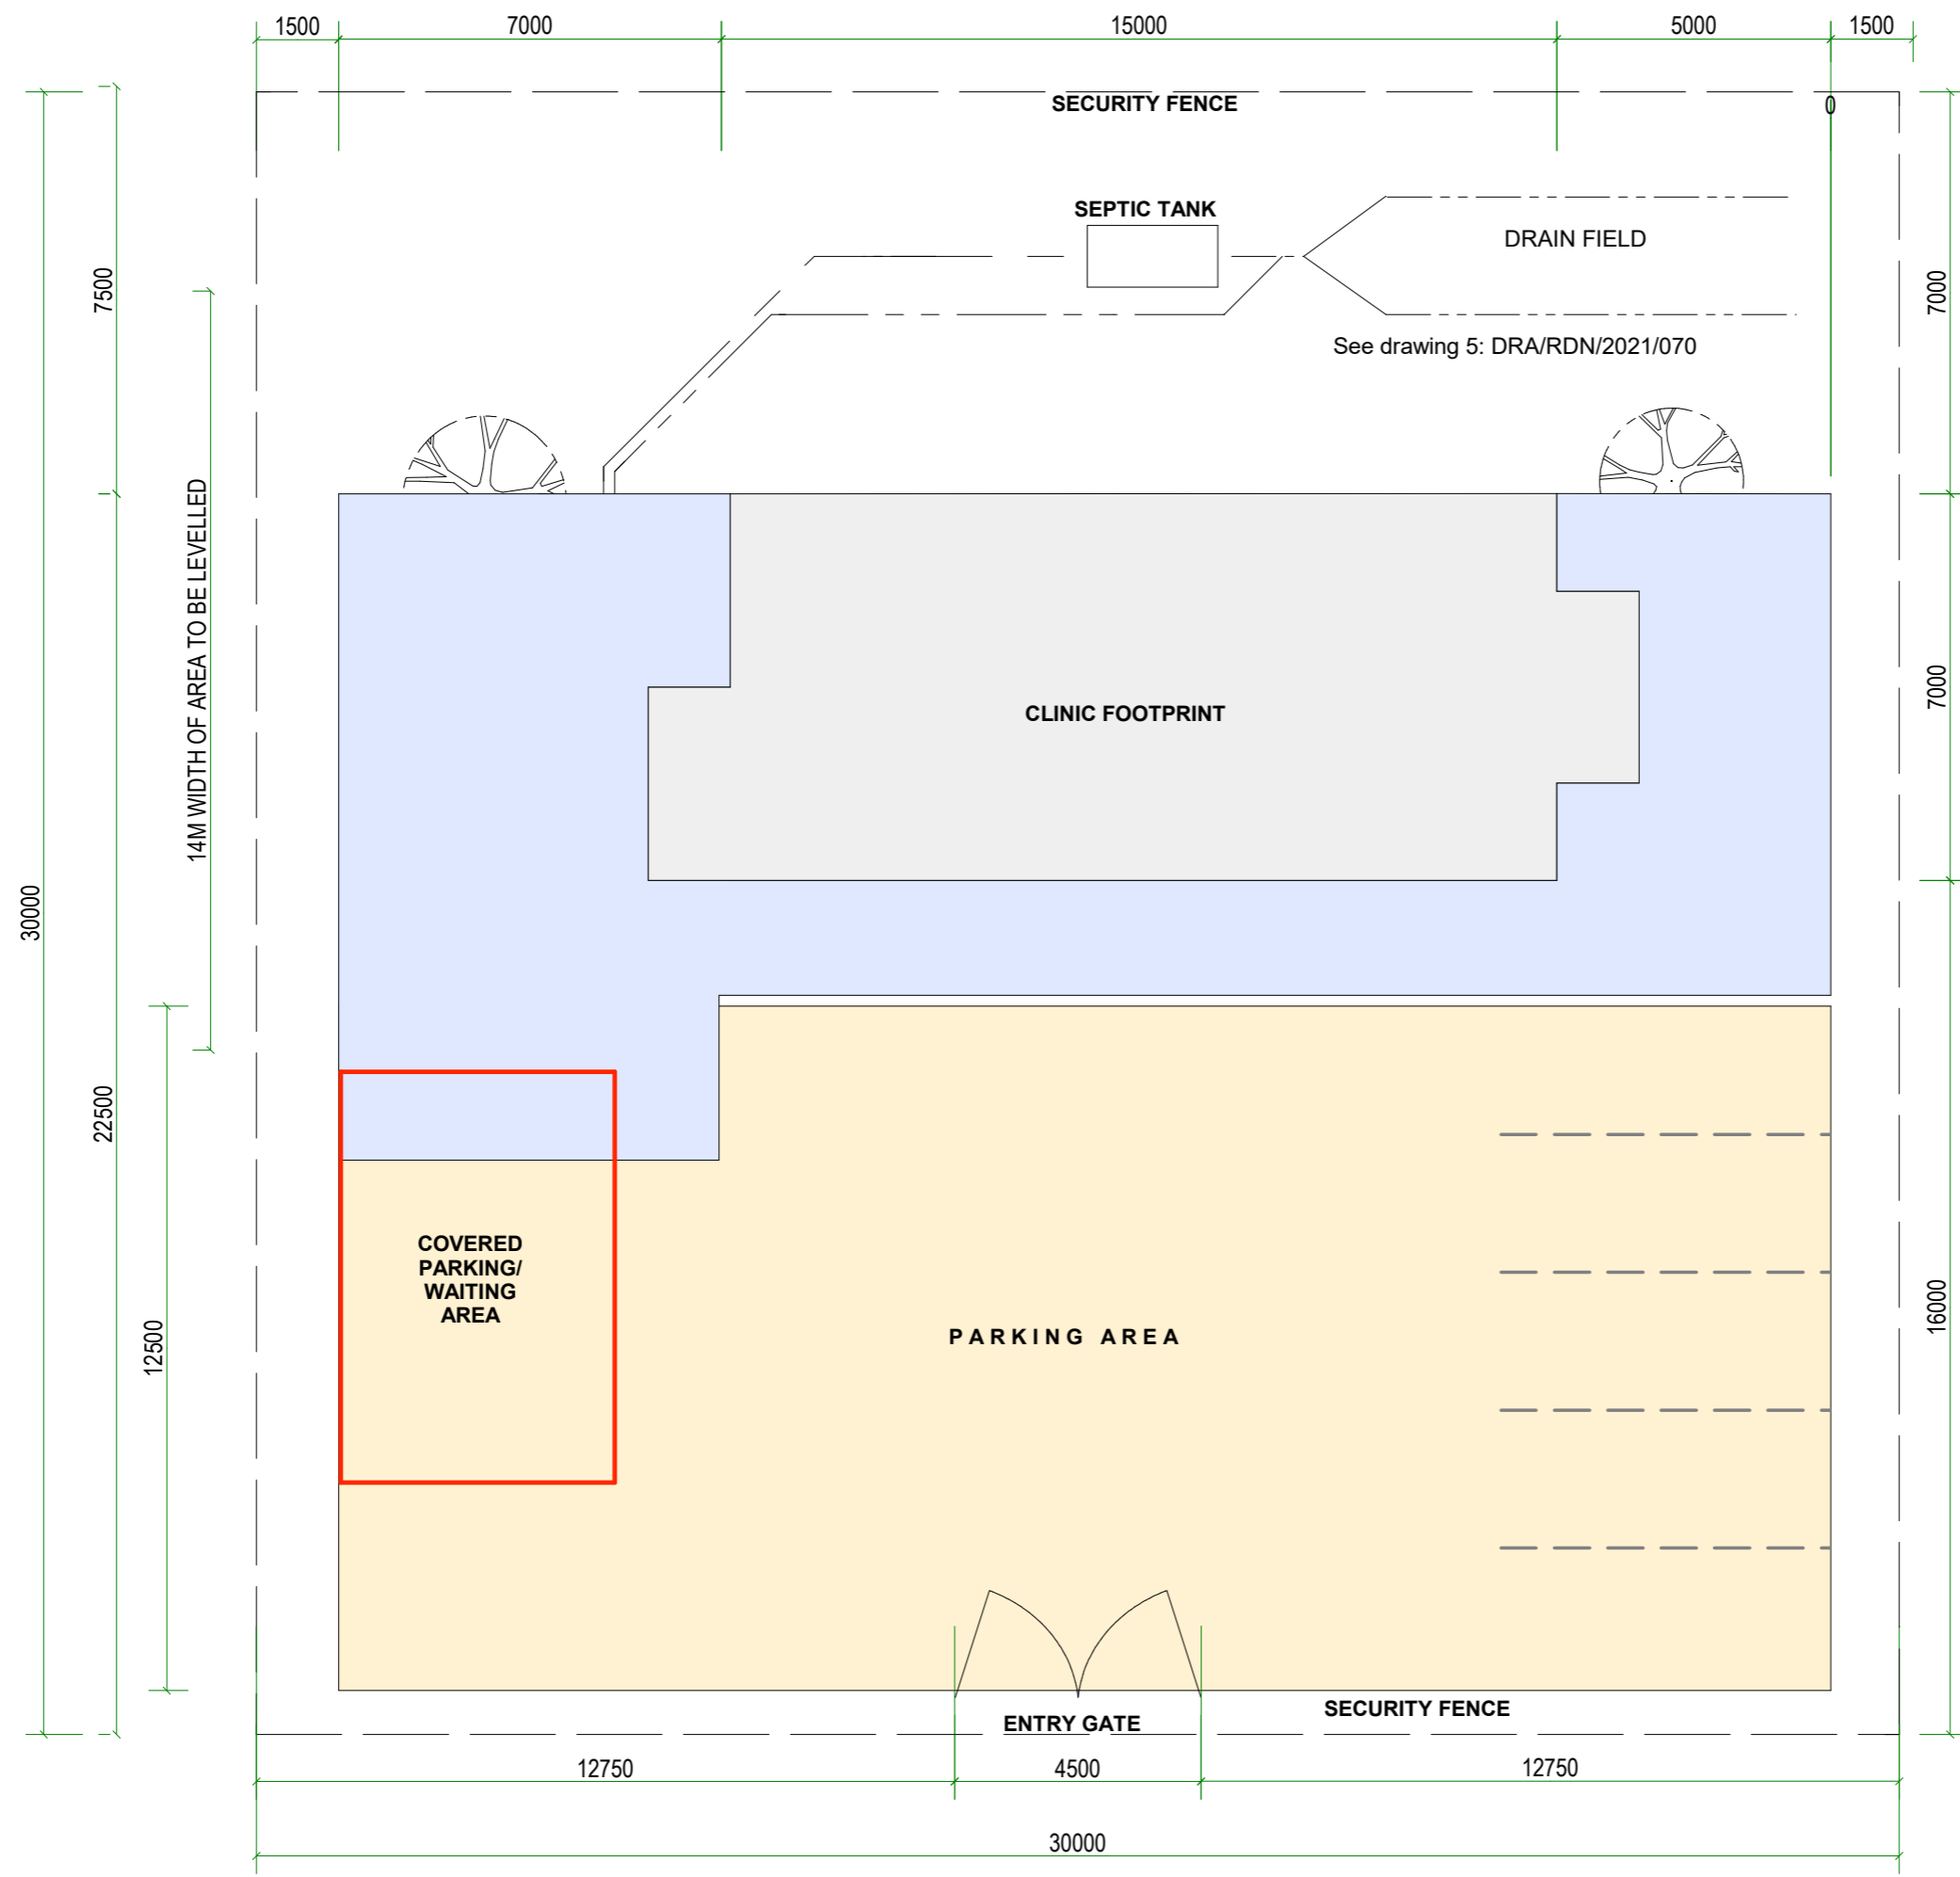 1500
7000
15000
5000
1500
SECURITY FENCE
0
SEPTIC TANK
DRAIN FIELD
7500
7000
See drawing 5: DRA/RDN/2021/070
14M WIDTH OF AREA TO BE LEVELLED
7000
CLINIC FOOTPRINT
30000
22500
COVERED
PARKING/
WAITING
AREA
12500
PARKING AREA
16000
SECURITY FENCE
ENTRY GATE
12750
4500
12750
30000